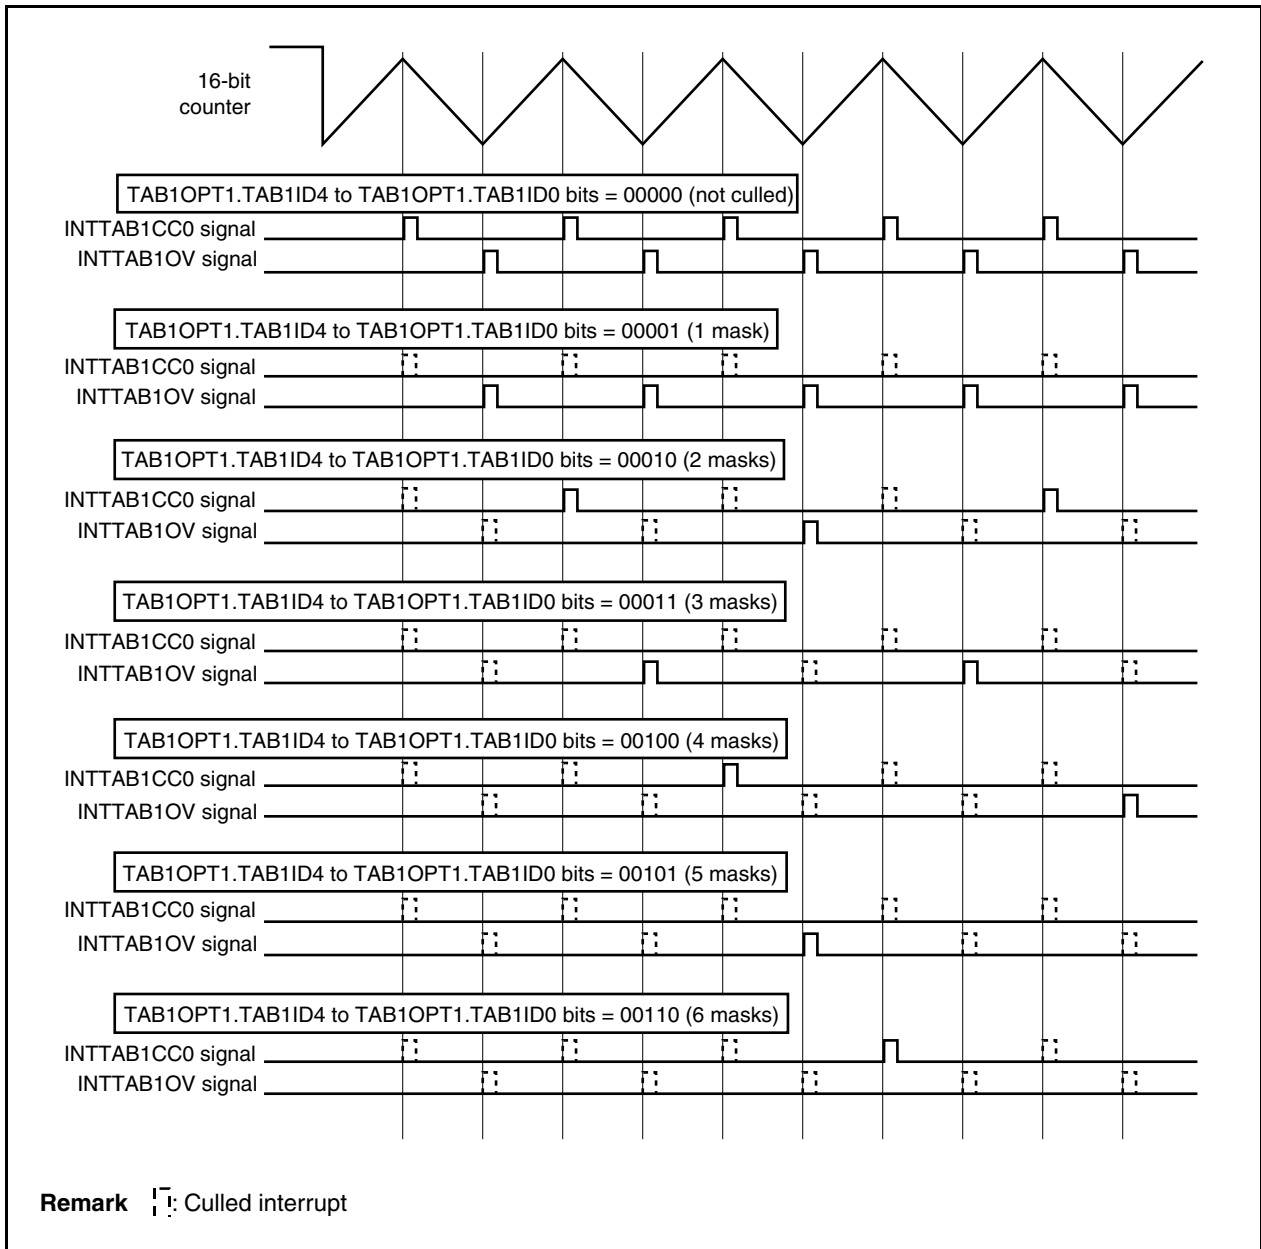 16-bit
counter
TAB1OPT1.TAB1ID4 to TAB1OPT1.TAB1ID0 bits = 00000 (not culled)
INTTAB1CC0 signal
INTTAB1OV signal
TAB1OPT1.TAB1ID4 to TAB1OPT1.TAB1ID0 bits = 00001 (1 mask)
INTTAB1CC0 signal
INTTAB1OV signal
TAB1OPT1.TAB1ID4 to TAB1OPT1.TAB1ID0 bits = 00010 (2 masks)
INTTAB1CC0 signal
INTTAB1OV signal
TAB1OPT1.TAB1ID4 to TAB1OPT1.TAB1ID0 bits = 00011 (3 masks)
INTTAB1CC0 signal
INTTAB1OV signal
TAB1OPT1.TAB1ID4 to TAB1OPT1.TAB1ID0 bits = 00100 (4 masks)
INTTAB1CC0 signal
INTTAB1OV signal
TAB1OPT1.TAB1ID4 to TAB1OPT1.TAB1ID0 bits = 00101 (5 masks)
INTTAB1CC0 signal
INTTAB1OV signal
TAB1OPT1.TAB1ID4 to TAB1OPT1.TAB1ID0 bits = 00110 (6 masks)
INTTAB1CC0 signal
INTTAB1OV signal
Remark : Culled interrupt